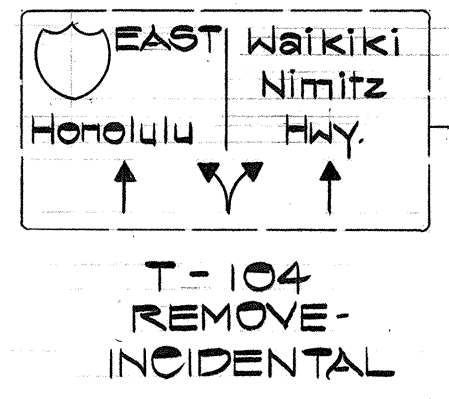 EAST
Honolulu
Waikiki
Nimitz
Hwy.
T-104
REMOVE-
INCIDENTAL